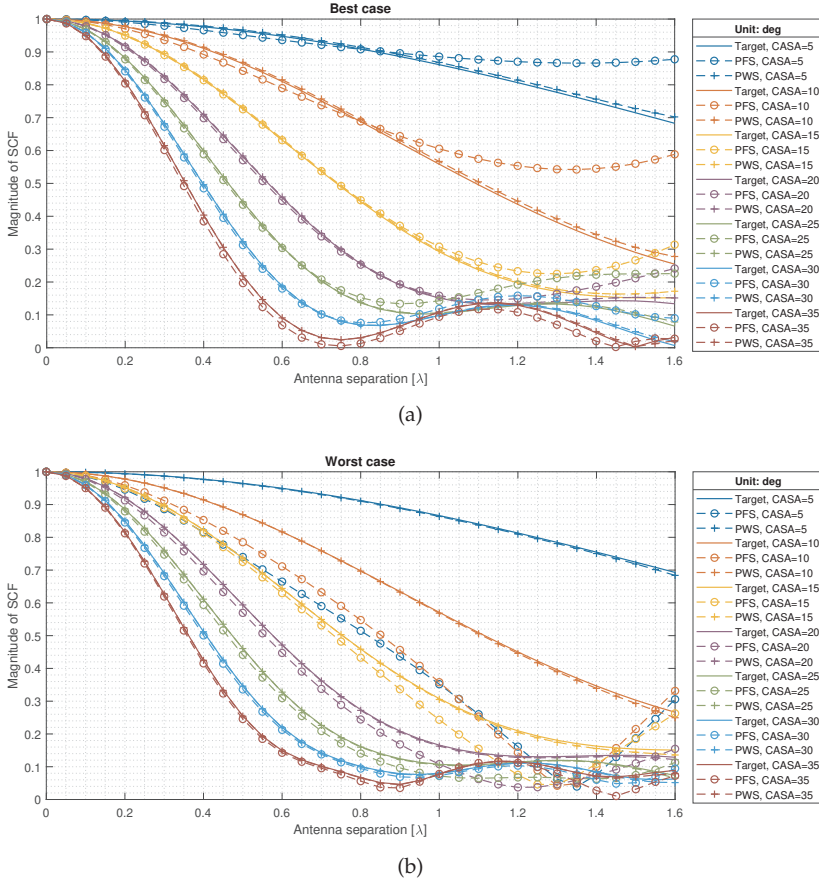 Best case
Magnitude of SCF
1
0.9
0.8
0.7
0.6
0.5
0.4
0.3
0.2
0.1
0
0 0.2 0.4 0.6 0.8 1 1.2 1.4 1.6
Antenna separation [λ]
Unit: deg
Target, CASA=5
PFS, CASA=5
PWS, CASA=5
Target, CASA=10
PFS, CASA=10
PWS, CASA=10
Target, CASA=15
PFS, CASA=15
PWS, CASA=15
Target, CASA=20
PFS, CASA=20
PWS, CASA=20
Target, CASA=25
PFS, CASA=25
PWS, CASA=25
Target, CASA=30
PFS, CASA=30
PWS, CASA=30
Target, CASA=35
PFS, CASA=35
PWS, CASA=35
(a)
Worst case
Magnitude of SCF
1
0.9
0.8
0.7
0.6
0.5
0.4
0.3
0.2
0.1
0
0 0.2 0.4 0.6 0.8 1 1.2 1.4 1.6
Antenna separation [λ]
Unit: deg
Target, CASA=5
PFS, CASA=5
PWS, CASA=5
Target, CASA=10
PFS, CASA=10
PWS, CASA=10
Target, CASA=15
PFS, CASA=15
PWS, CASA=15
Target, CASA=20
PFS, CASA=20
PWS, CASA=20
Target, CASA=25
PFS, CASA=25
PWS, CASA=25
Target, CASA=30
PFS, CASA=30
PWS, CASA=30
Target, CASA=35
PFS, CASA=35
PWS, CASA=35
(b)